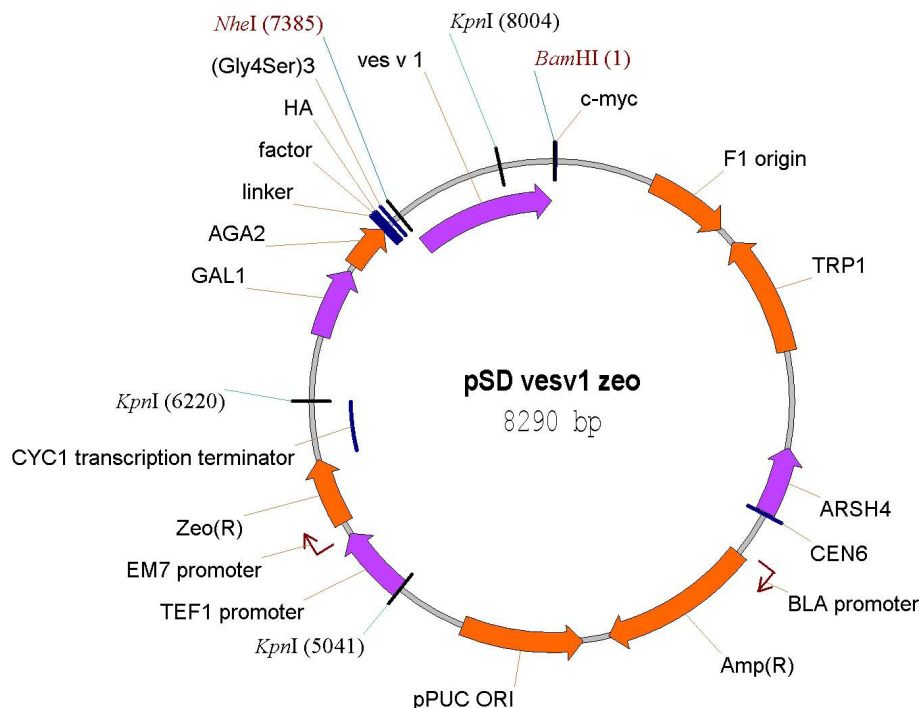 NheI (7385)
KpnI (8004)
(Gly4Ser)3
ves v 1
BamHI (1)
HA
c-myc
factor
F1 origin
linker
AGA2
TRP1
GAL1
pSD vesv1 zeo
8290 bp
KpnI (6220)
CYC1 transcription terminator
ARSH4
Zeo(R)
CEN6
EM7 promoter
BLA promoter
TEF1 promoter
KpnI (5041)
Amp(R)
pPUC ORI